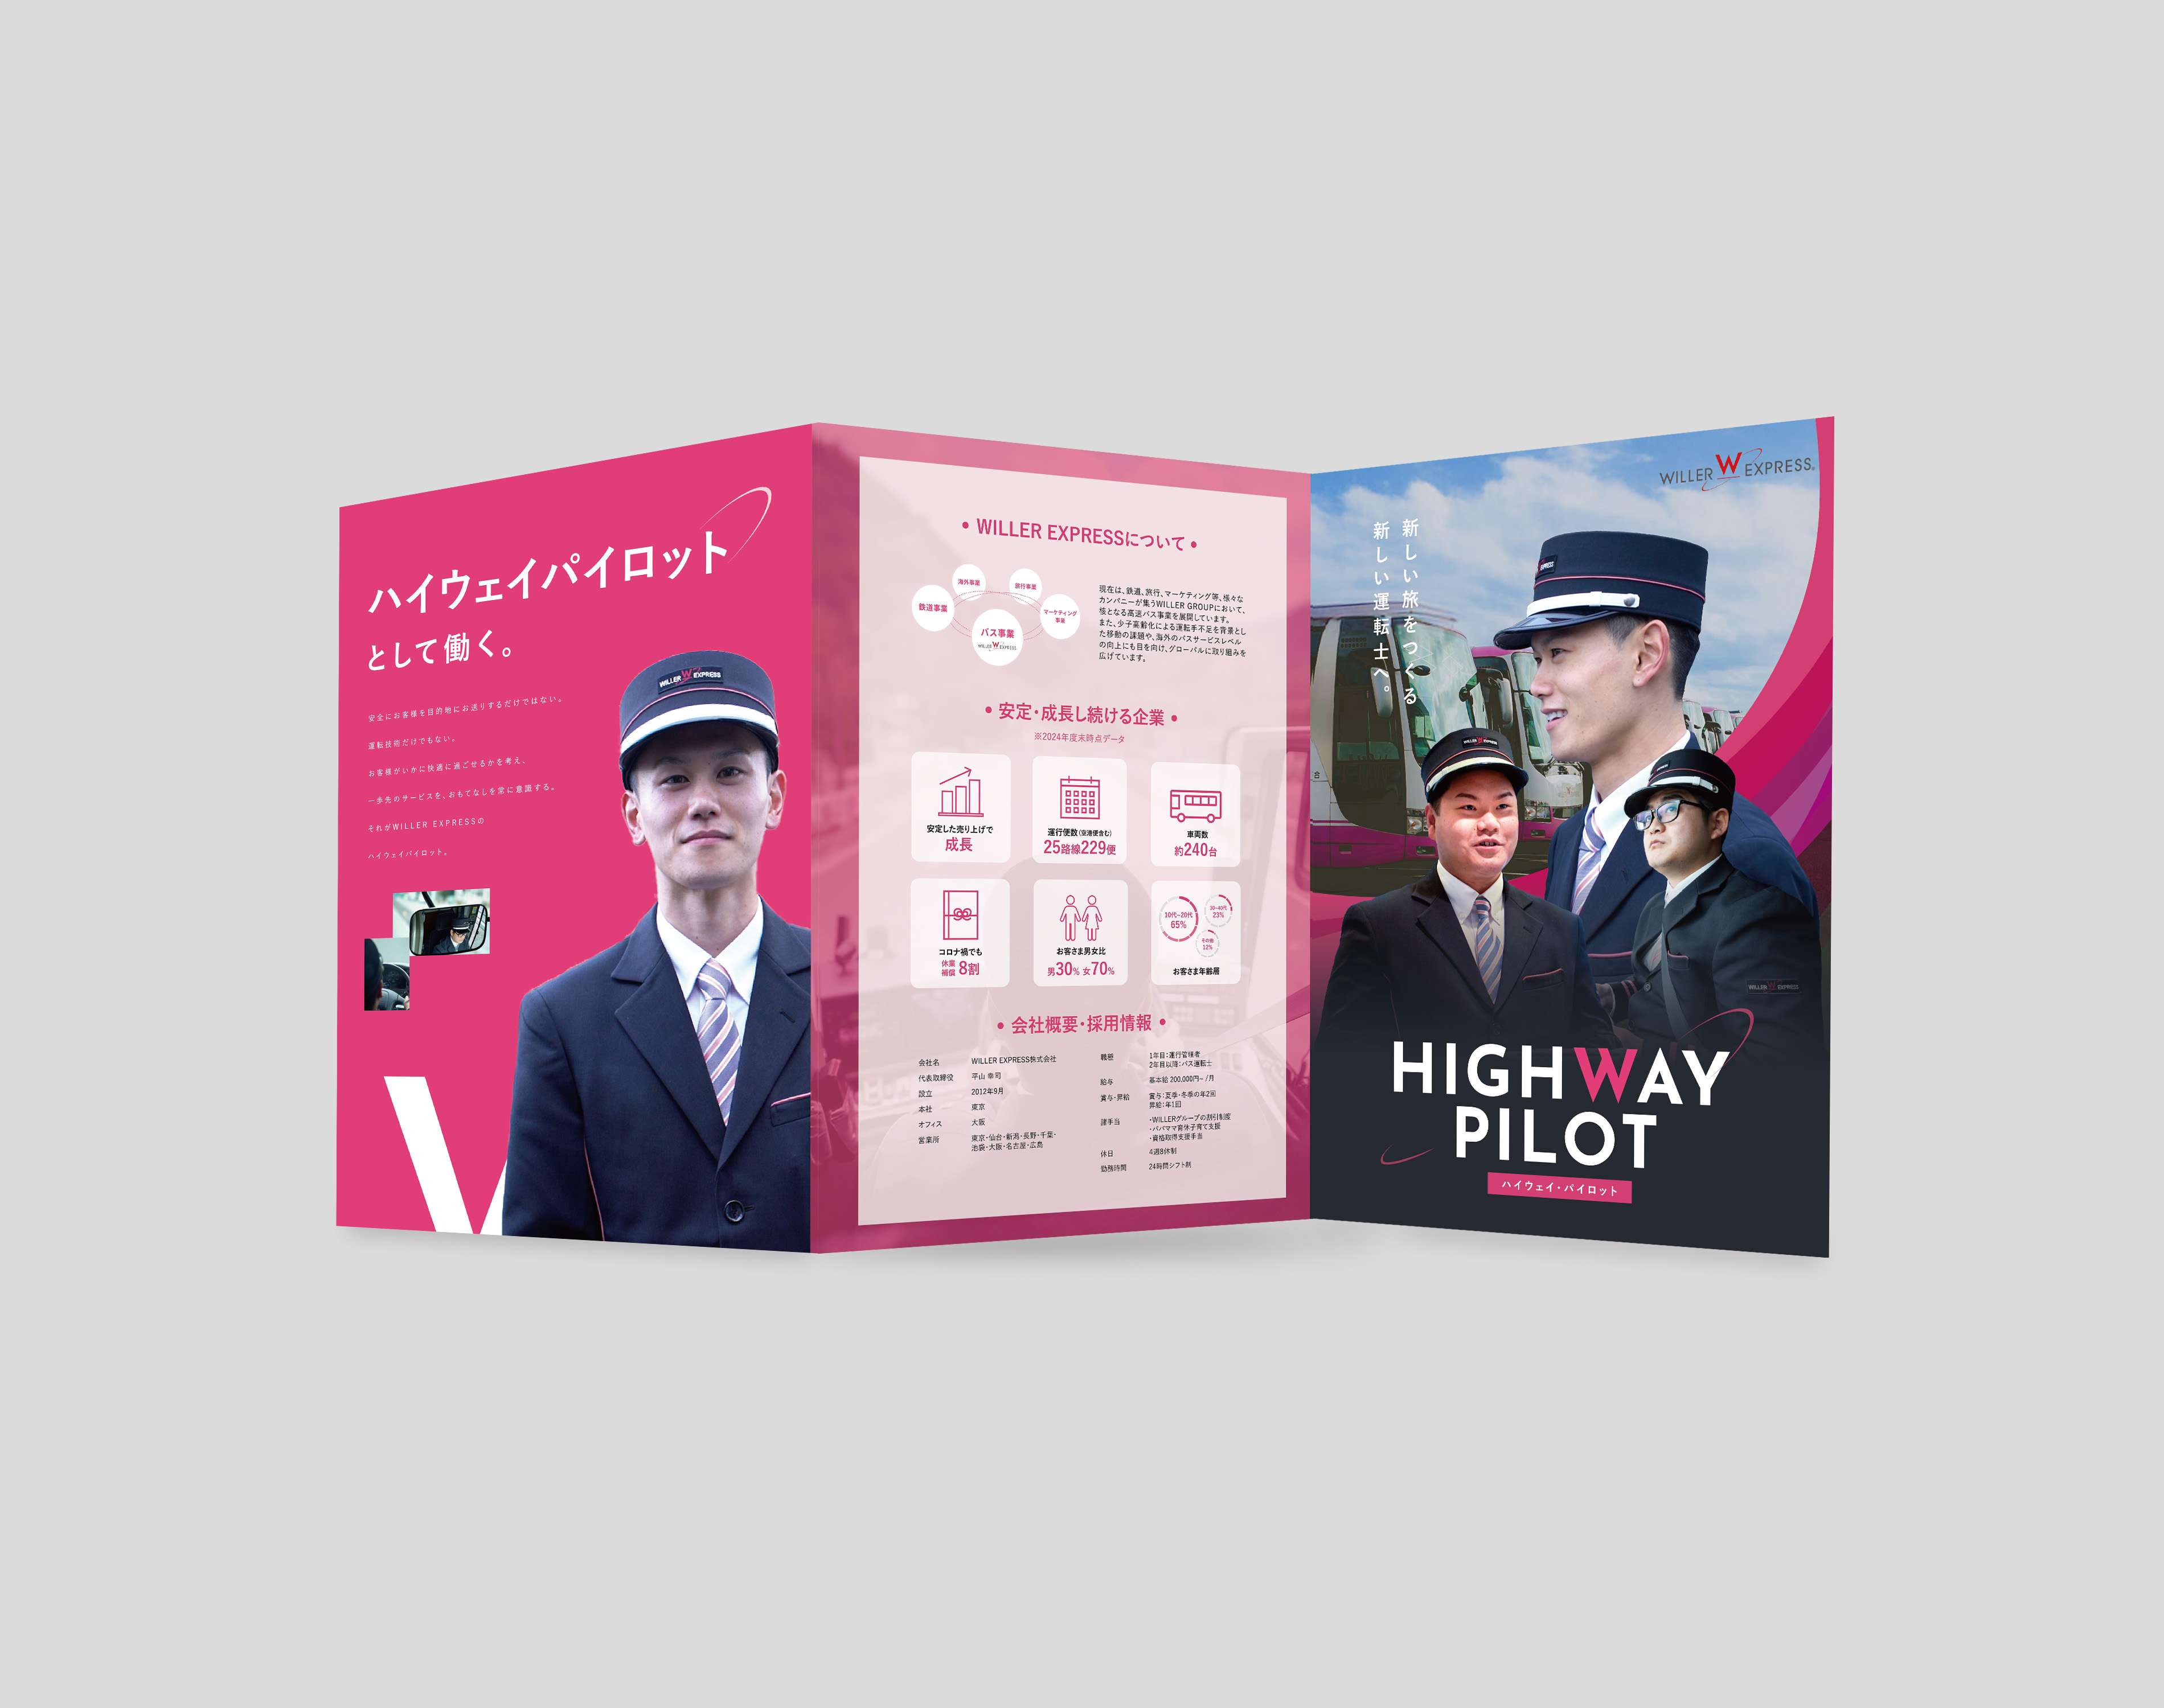 ハイウェイパイロット
として働く。
安全にお客様を目的地にお送りするだけではない。
運転技術だけでもない。
お客様がいかに快適に過ごせるかを考え、
一歩先のサービスを、おもてなしを常に意識する。
それがWILLER EXPRESSの
ハイウェイパイロット。
WILLER W EXPRESS
• WILLER EXPRESSについて •
海外事業
旅行事業
鉄道事業
マーケティング
事業
バス事業
WILLER W EXPRESS
現在は、鉄道、旅行、マーケティング等、様々な
カンパニーが集うWILLER GROUPにおいて、
核となる高速バス事業を展開しています。
また、少子高齢化による運転手不足を背景とし
た移動の課題や、海外のバスサービスレベル
の向上にも目を向け、グローバルに取り組みを
広げています。
• 安定・成長し続ける企業 •
※2024年度末時点データ
安定した売り上げで
成長
運行便数(空港便含む)
25路線229便
車両数
約240台
コロナ禍でも
休業
補償 8割
お客さま男女比
男30% 女70%
10代~20代
65%
30~40代
23%
その他
12%
お客さま年齢層
• 会社概要・採用情報 •
会社名 WILLER EXPRESS株式会社
代表取締役 平山 幸司
設立 2012年9月
本社 東京
オフィス 大阪
営業所 東京・仙台・新潟・長野・千葉・
池袋・大阪・名古屋・広島
職種 1年目:運行管理者
2年目以降:バス運転士
給与 基本給 200,000円~ /月
賞与・昇給 賞与:夏季・冬季の年2回
昇給:年1回
諸手当 ・WILLERグループの割引制度
・パパママ育休子育て支援
・資格取得支援手当
休日 4週8休制
勤務時間 24時間シフト制
WILLER W EXPRESS®
新しい旅をつくる
新しい運転士へ。
EXPRESS
WILLER W EXPRESS
WILLER W EXPRESS
HIGHWAY
PILOT
ハイウェイ・パイロット